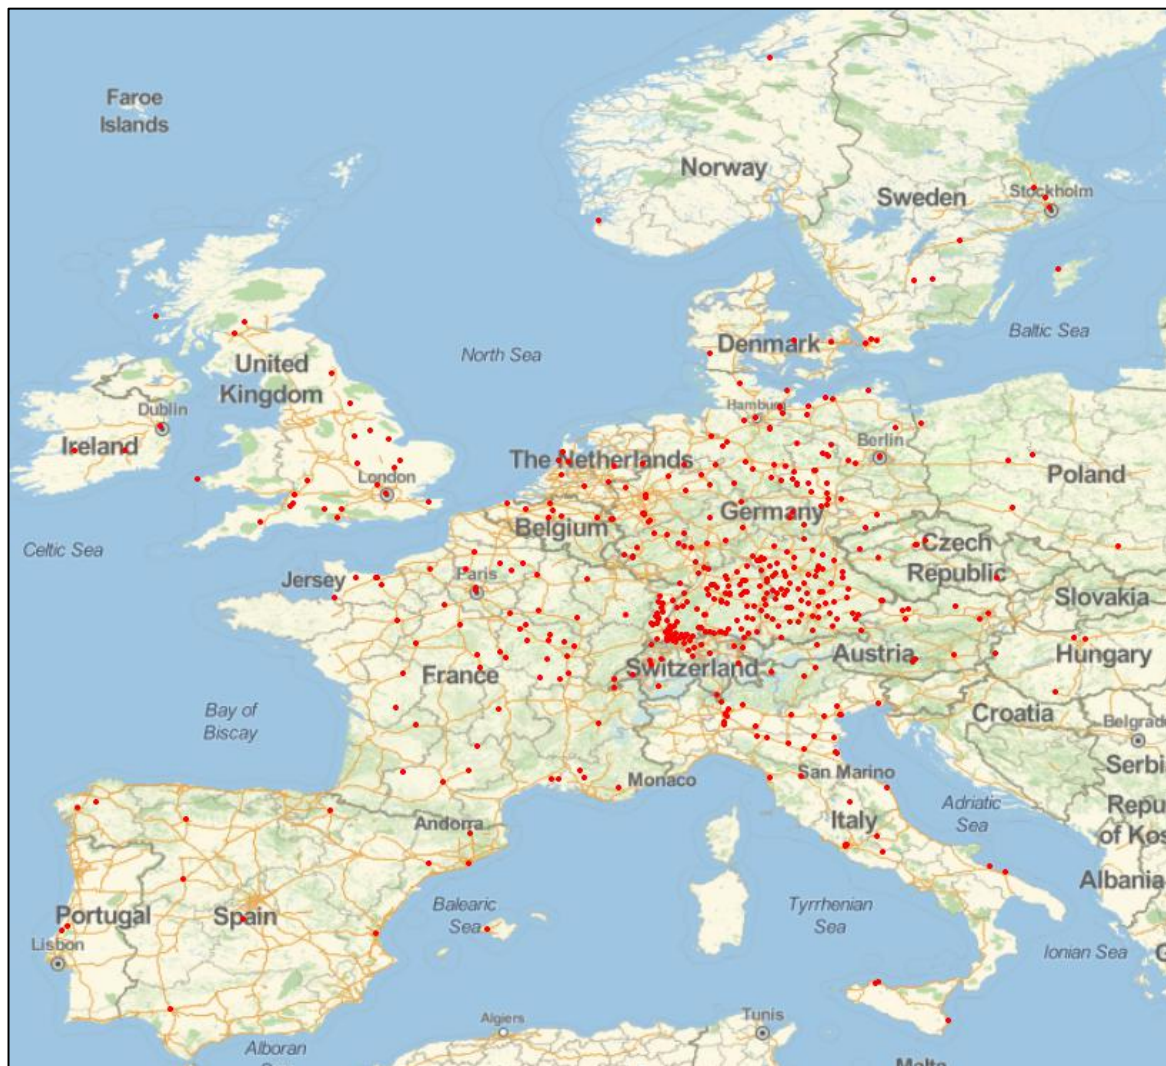 Faroe
Islands
Norway
Sweden
Stockholm
North Sea
Baltic Sea
Denmark
United
Kingdom
Dublin
Ireland
Hamburg
Berlin
The Netherlands
London
Poland
Belgium
Germany
Celtic Sea
Czech
Republic
Jersey
Paris
Slovakia
France
Switzerland
Austria
Hungary
Bay of
Biscay
Croatia
Belgrade
Serbi
Monaco
San Marino
Andorra
Adriatic
Sea
Italy
Repu
of Kos
Albania
Portugal
Spain
Balearic
Sea
Tyrrhenian
Sea
Lisbon
Ionian Sea
G
Algiers
Tunis
Alboran
Malta